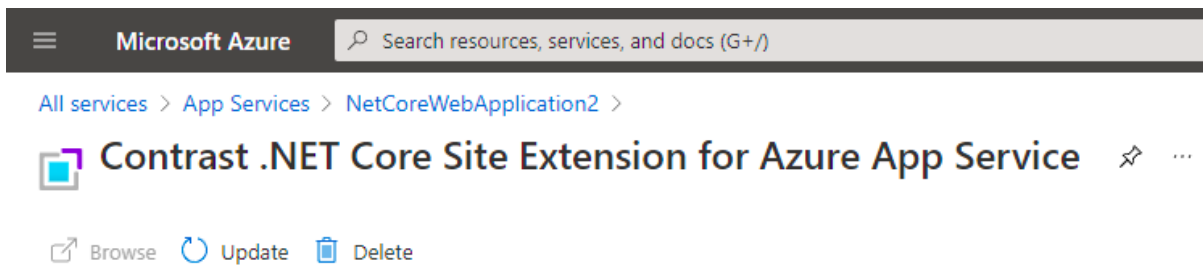 Microsoft Azure Search resources, services, and docs (G+/)
All services > App Services > NetCoreWebApplication2 >
Contrast .NET Core Site Extension for Azure App Service ...
Browse Update Delete